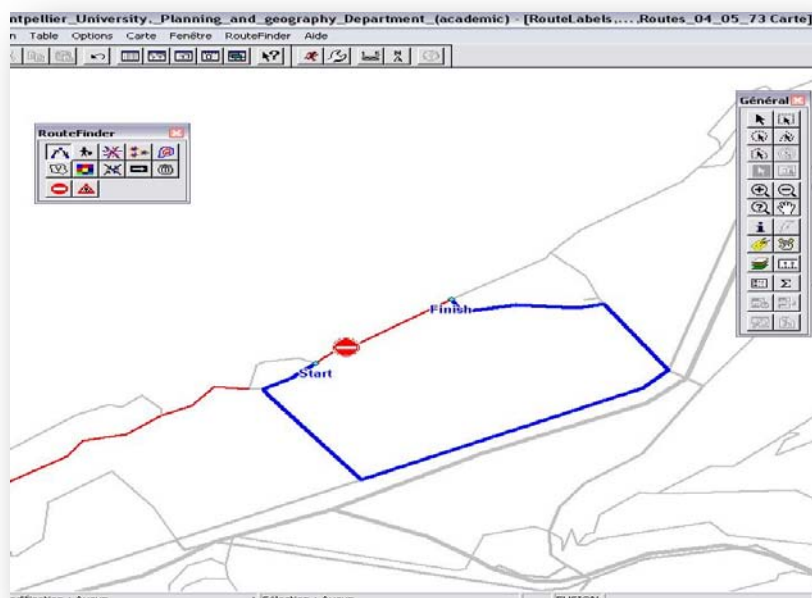 ntpellier_University,_Planning_and_geography_Department_(academic) - [RouteLabels,...,Routes_04_05_73 Carte]
n Table Options Carte Fenêtre RouteFinder Aide
Général
RouteFinder
Finish
Start